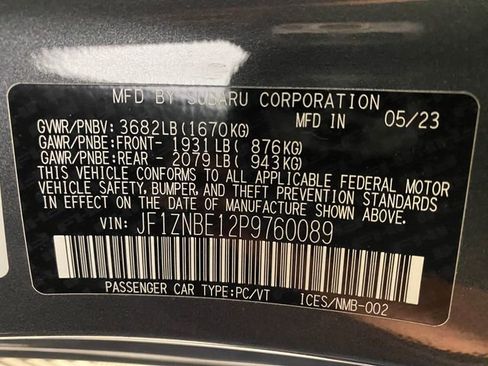 MFD BY SUBARU CORPORATION
MFD IN 05/23
GVWR/PNBV: 3682LB(1670KG)
GAWR/PNBE:FRONT- 1931LB( 876KG)
GAWR/PNBE:REAR - 2079LB( 943KG)
THIS VEHICLE CONFORMS TO ALL APPLICABLE FEDERAL MOTOR
VEHICLE SAFETY, BUMPER, AND THEFT PREVENTION STANDARDS
IN EFFECT ON THE DATE OF MANUFACTURE SHOWN ABOVE.
VIN: JF1ZNBE12P9760089
PASSENGER CAR TYPE:PC/VT ICES/NMB-002